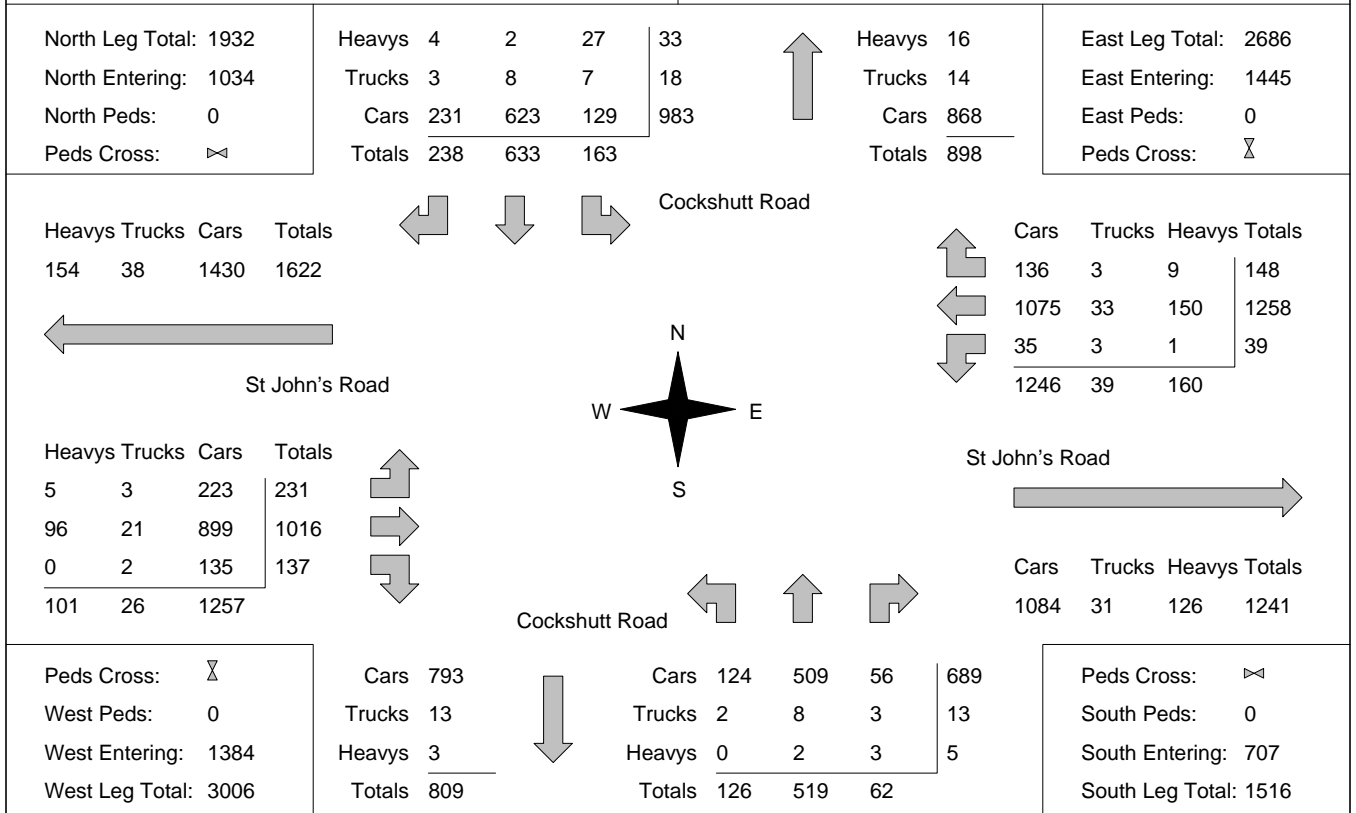 North Leg Total: 1932
North Entering: 1034
North Peds: 0
Peds Cross:
Heavys 4 2 27 33
Trucks 3 8 7 18
Cars 231 623 129 983
Totals 238 633 163
Heavys 16
Trucks 14
Cars 868
Totals 898
East Leg Total: 2686
East Entering: 1445
East Peds: 0
Peds Cross:
Cockshutt Road
Heavys Trucks Cars Totals
154 38 1430 1622
Cars Trucks Heavys Totals
136 3 9 148
1075 33 150 1258
35 3 1 39
1246 39 160
St John's Road
N
W E
S
Heavys Trucks Cars Totals
5 3 223 231
96 21 899 1016
0 2 135 137
101 26 1257
St John's Road
Cars Trucks Heavys Totals
1084 31 126 1241
Cockshutt Road
Peds Cross:
West Peds: 0
West Entering: 1384
West Leg Total: 3006
Cars 793
Trucks 13
Heavys 3
Totals 809
Cars 124 509 56 689
Trucks 2 8 3 13
Heavys 0 2 3 5
Totals 126 519 62
Peds Cross:
South Peds: 0
South Entering: 707
South Leg Total: 1516